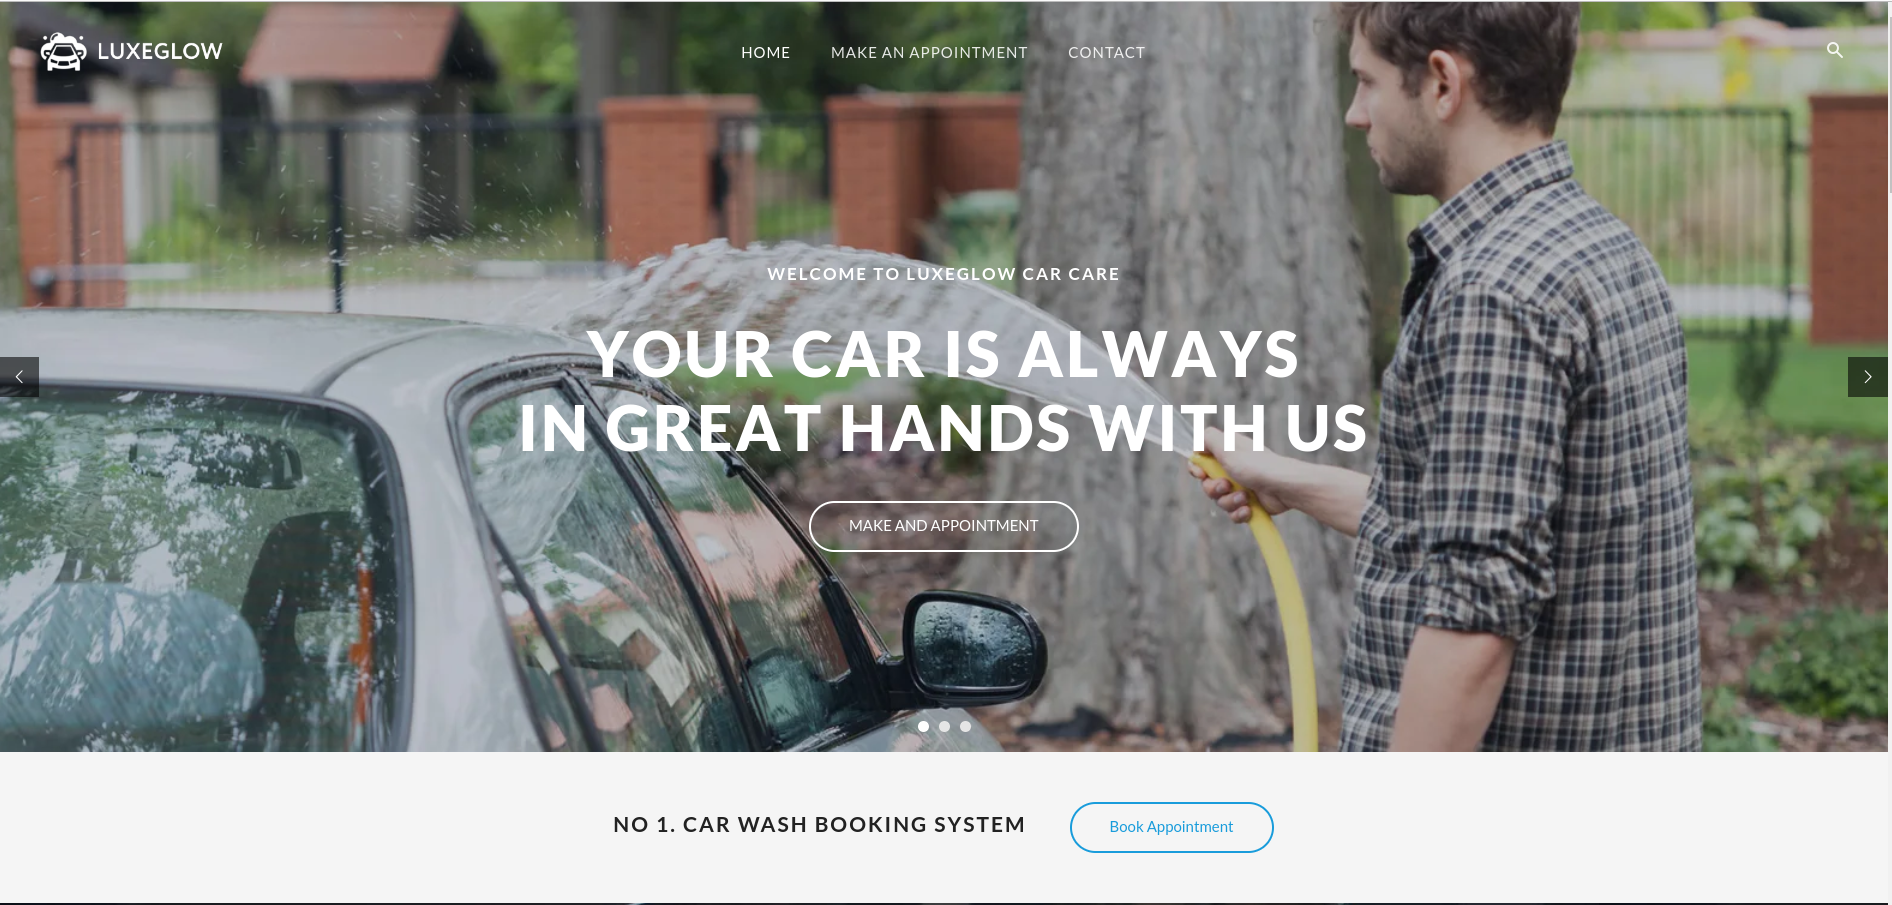 LUXEGLOW
HOME
MAKE AN APPOINTMENT
CONTACT
WELCOME TO LUXEGLOW CAR CARE
YOUR CAR IS ALWAYS
IN GREAT HANDS WITH US
MAKE AND APPOINTMENT
NO 1. CAR WASH BOOKING SYSTEM
Book Appointment